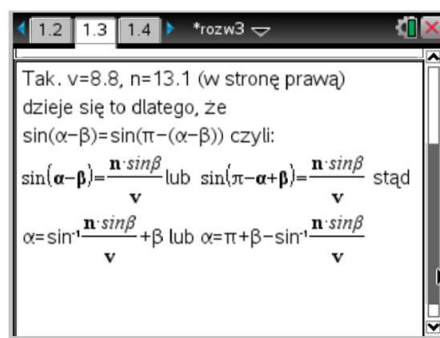 1.2 1.3 1.4 *rozw3
Tak. v=8.8, n=13.1 (w stronę prawą)
dzieje się to dlatego, że
sin(α−β)=sin(π−(α−β)) czyli:
sin(α−β)=n·sinβ/v lub sin(π−α+β)=n·sinβ/v stąd
α=sin⁻¹ n·sinβ/v +β lub α=π+β−sin⁻¹ n·sinβ/v